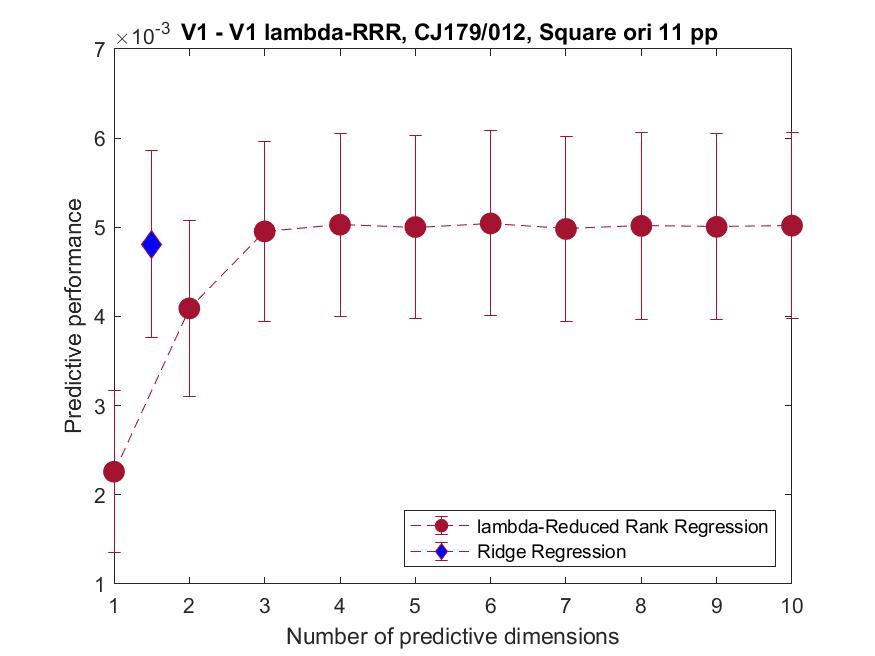 ×10-3
V1 - V1 lambda-RRR, CJ179/012, Square ori 11 pp
7
6
5
4
3
2
1
Predictive performance
lambda-Reduced Rank Regression
Ridge Regression
1 2 3 4 5 6 7 8 9 10
Number of predictive dimensions